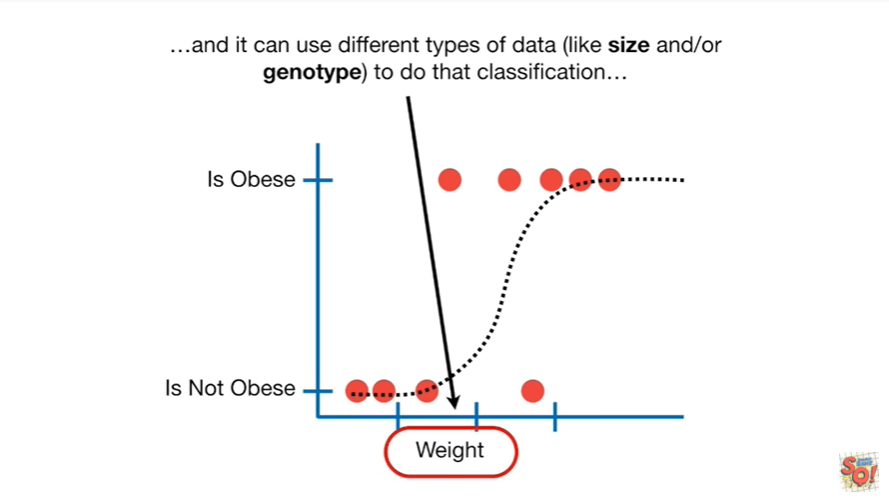 …and it can use different types of data (like size and/or
genotype) to do that classification…
Is Obese
Is Not Obese
Weight
SQ!